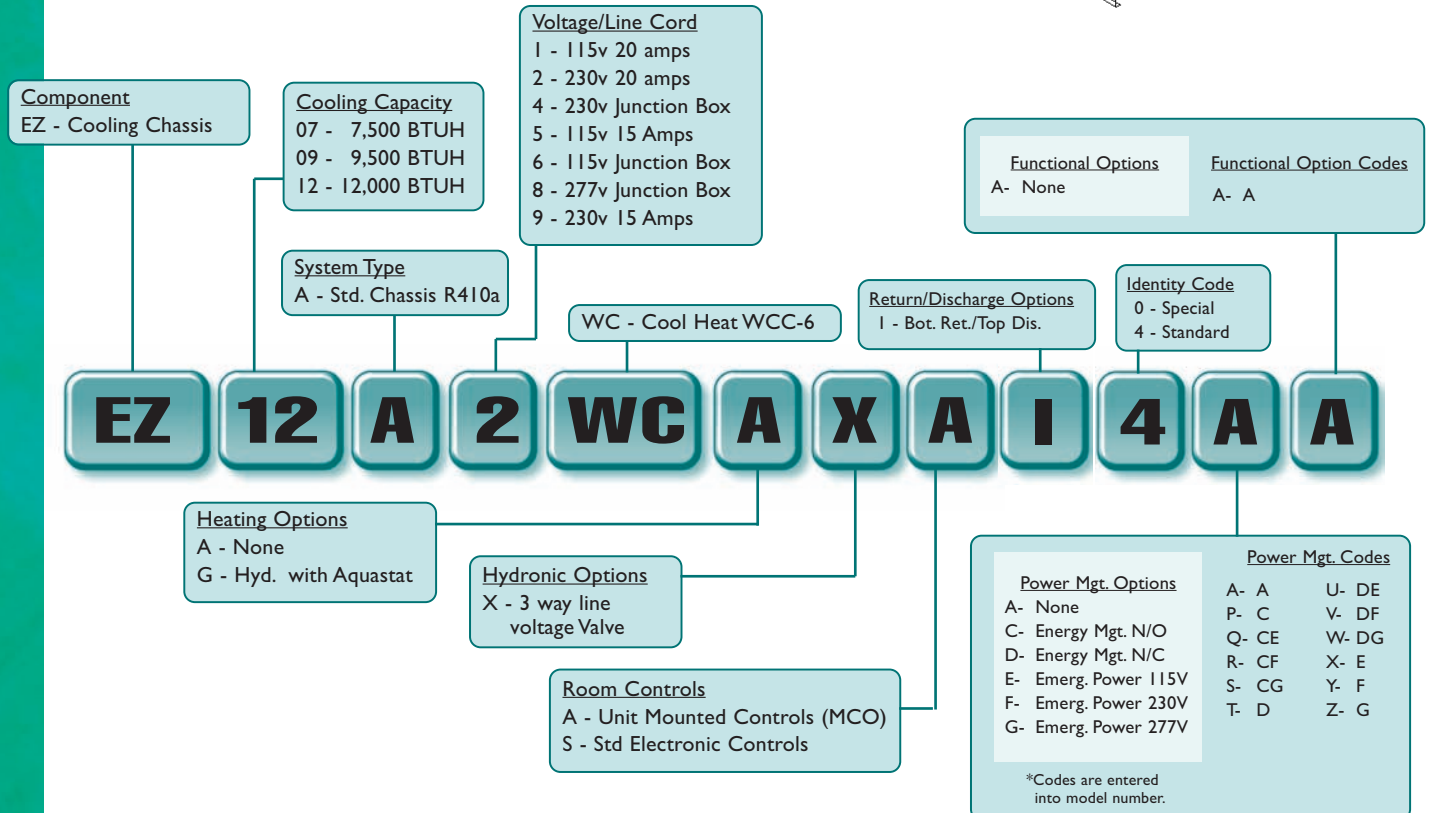 Voltage/Line Cord
1 - 115v 20 amps
2 - 230v 20 amps
4 - 230v Junction Box
5 - 115v 15 Amps
6 - 115v Junction Box
8 - 277v Junction Box
9 - 230v 15 Amps
Component
EZ - Cooling Chassis
Cooling Capacity
07 - 7,500 BTUH
09 - 9,500 BTUH
12 - 12,000 BTUH
Functional Options
A- None
Functional Option Codes
A- A
System Type
A - Std. Chassis R410a
WC - Cool Heat WCC-6
Return/Discharge Options
1 - Bot. Ret./Top Dis.
Identity Code
0 - Special
4 - Standard
EZ 12 A 2 WC A X A 1 4 A A
Heating Options
A - None
G - Hyd. with Aquastat
Hydronic Options
X - 3 way line
voltage Valve
Room Controls
A - Unit Mounted Controls (MCO)
S - Std Electronic Controls
Power Mgt. Options
A- None
C- Energy Mgt. N/O
D- Energy Mgt. N/C
E- Emerg. Power 115V
F- Emerg. Power 230V
G- Emerg. Power 277V
*Codes are entered
into model number.
Power Mgt. Codes
A- A
P- C
Q- CE
R- CF
S- CG
T- D
U- DE
V- DF
W- DG
X- E
Y- F
Z- G